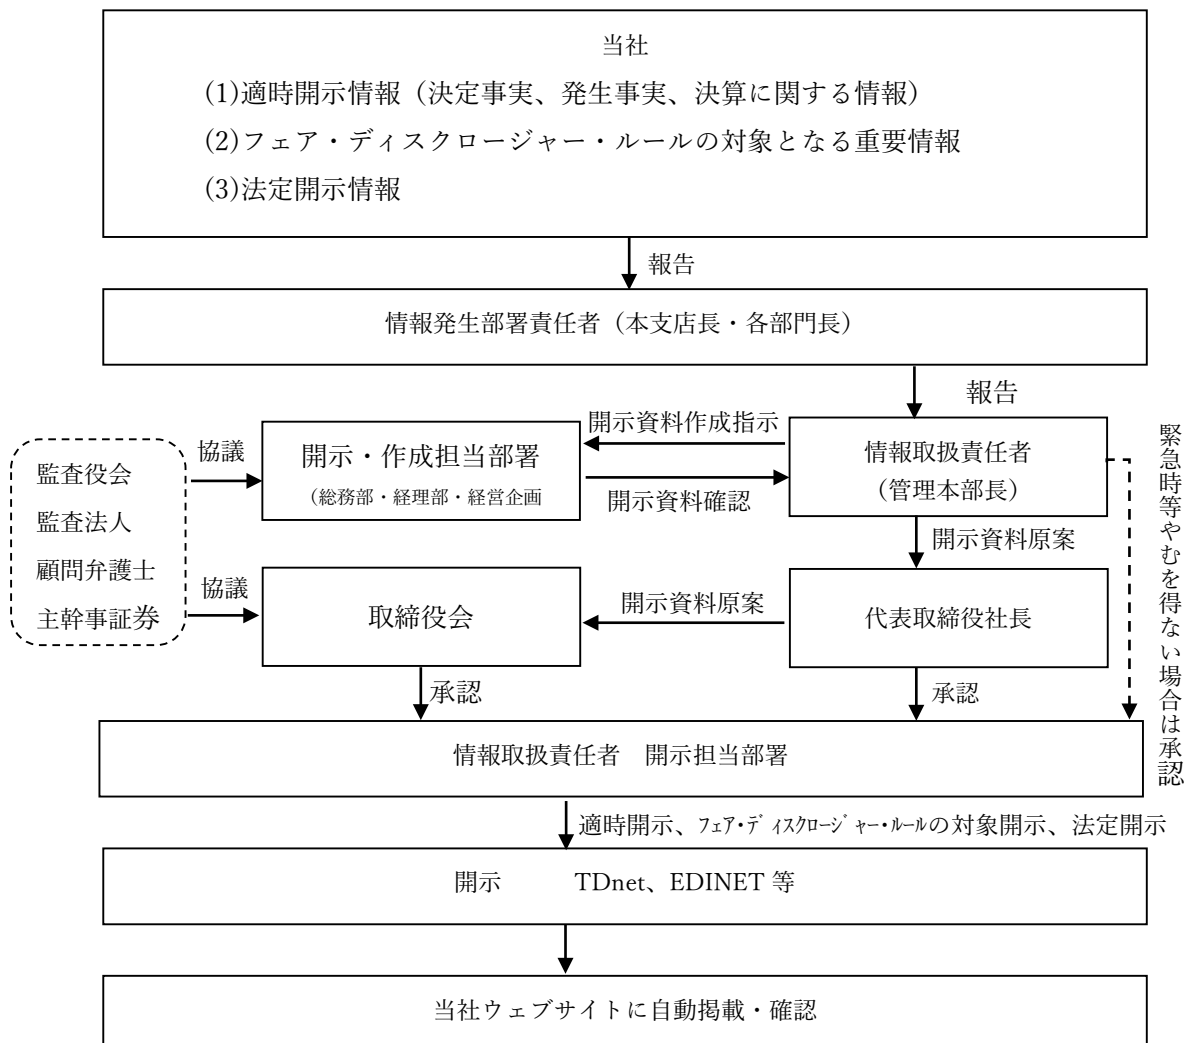 当社
(1)適時開示情報（決定事実、発生事実、決算に関する情報）
(2)フェア・ディスクロージャー・ルールの対象となる重要情報
(3)法定開示情報
報告
情報発生部署責任者（本支店長・各部門長）
報告
開示資料作成指示
協議
開示・作成担当部署
（総務部・経理部・経営企画
開示資料確認
情報取扱責任者
（管理本部長）
監査役会
監査法人
顧問弁護士
主幹事証券
開示資料原案
協議
取締役会
開示資料原案
代表取締役社長
承認
承認
緊急時等やむを得ない場合は承認
情報取扱責任者　開示担当部署
適時開示、ﾌｪｱ・ﾃﾞｨｽｸﾛｰｼﾞｬｰ・ﾙｰﾙの対象開示、法定開示
開示　　　TDnet、EDINET 等
当社ウェブサイトに自動掲載・確認